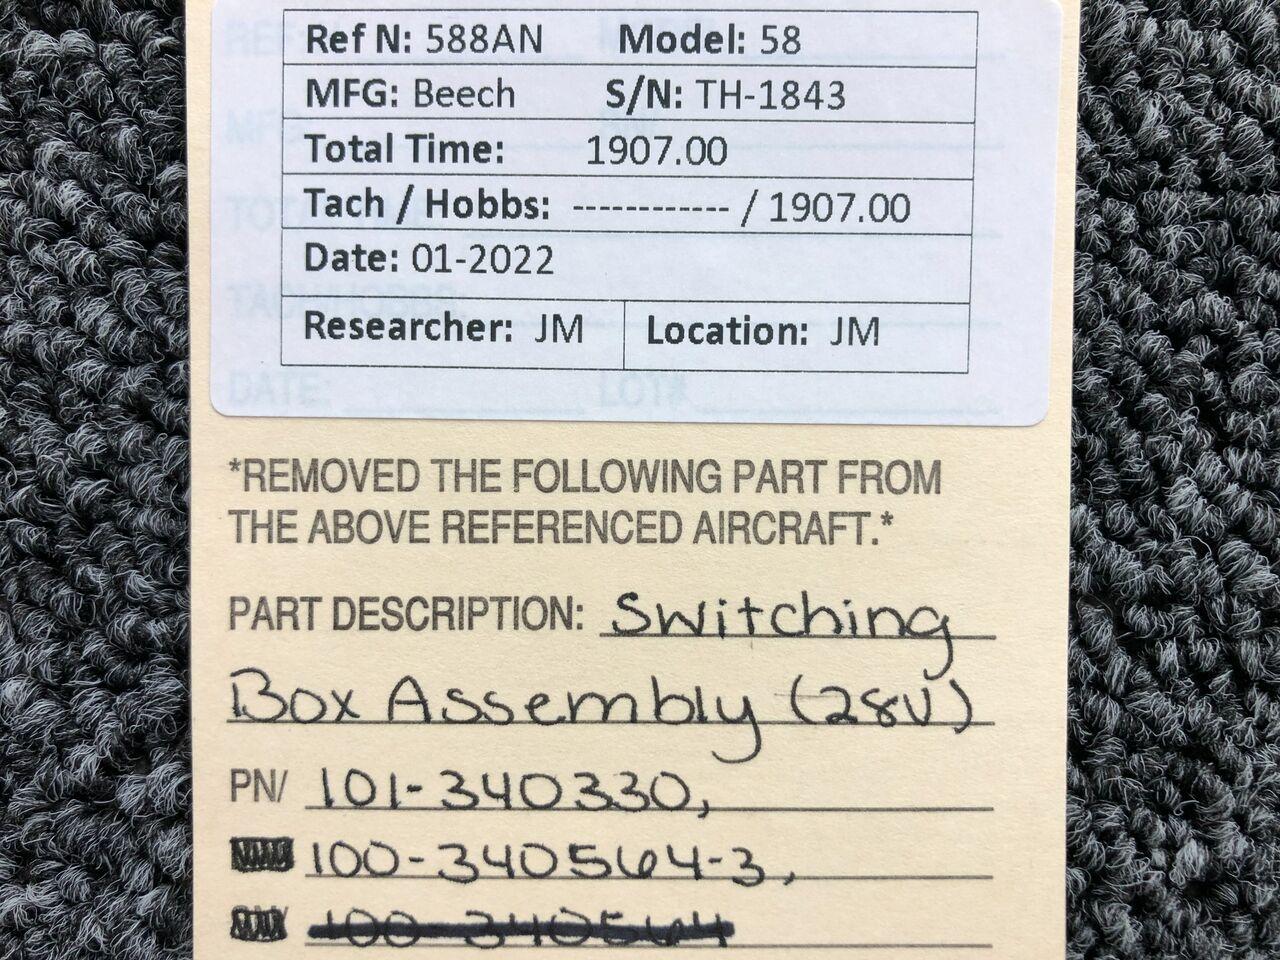 Ref N: 588AN Model: 58
MFG: Beech S/N: TH-1843
Total Time: 1907.00
Tach / Hobbs: ------------ / 1907.00
Date: 01-2022
Researcher: JM Location: JM
DATE: LOT#
*REMOVED THE FOLLOWING PART FROM
THE ABOVE REFERENCED AIRCRAFT.*
PART DESCRIPTION: Switching
Box Assembly (28V)
PN/ 101-340330,
100-340564-3,
100-340564